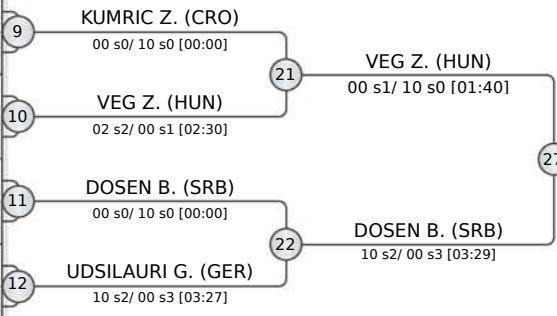 KUMRIC Z. (CRO)
9
00 s0/ 10 s0 [00:00]
21
VEG Z. (HUN)
00 s1/ 10 s0 [01:40]
VEG Z. (HUN)
10
02 s2/ 00 s1 [02:30]
27
DOSEN B. (SRB)
11
00 s0/ 10 s0 [00:00]
22
DOSEN B. (SRB)
10 s2/ 00 s3 [03:29]
UDSILAURI G. (GER)
12
10 s2/ 00 s3 [03:27]